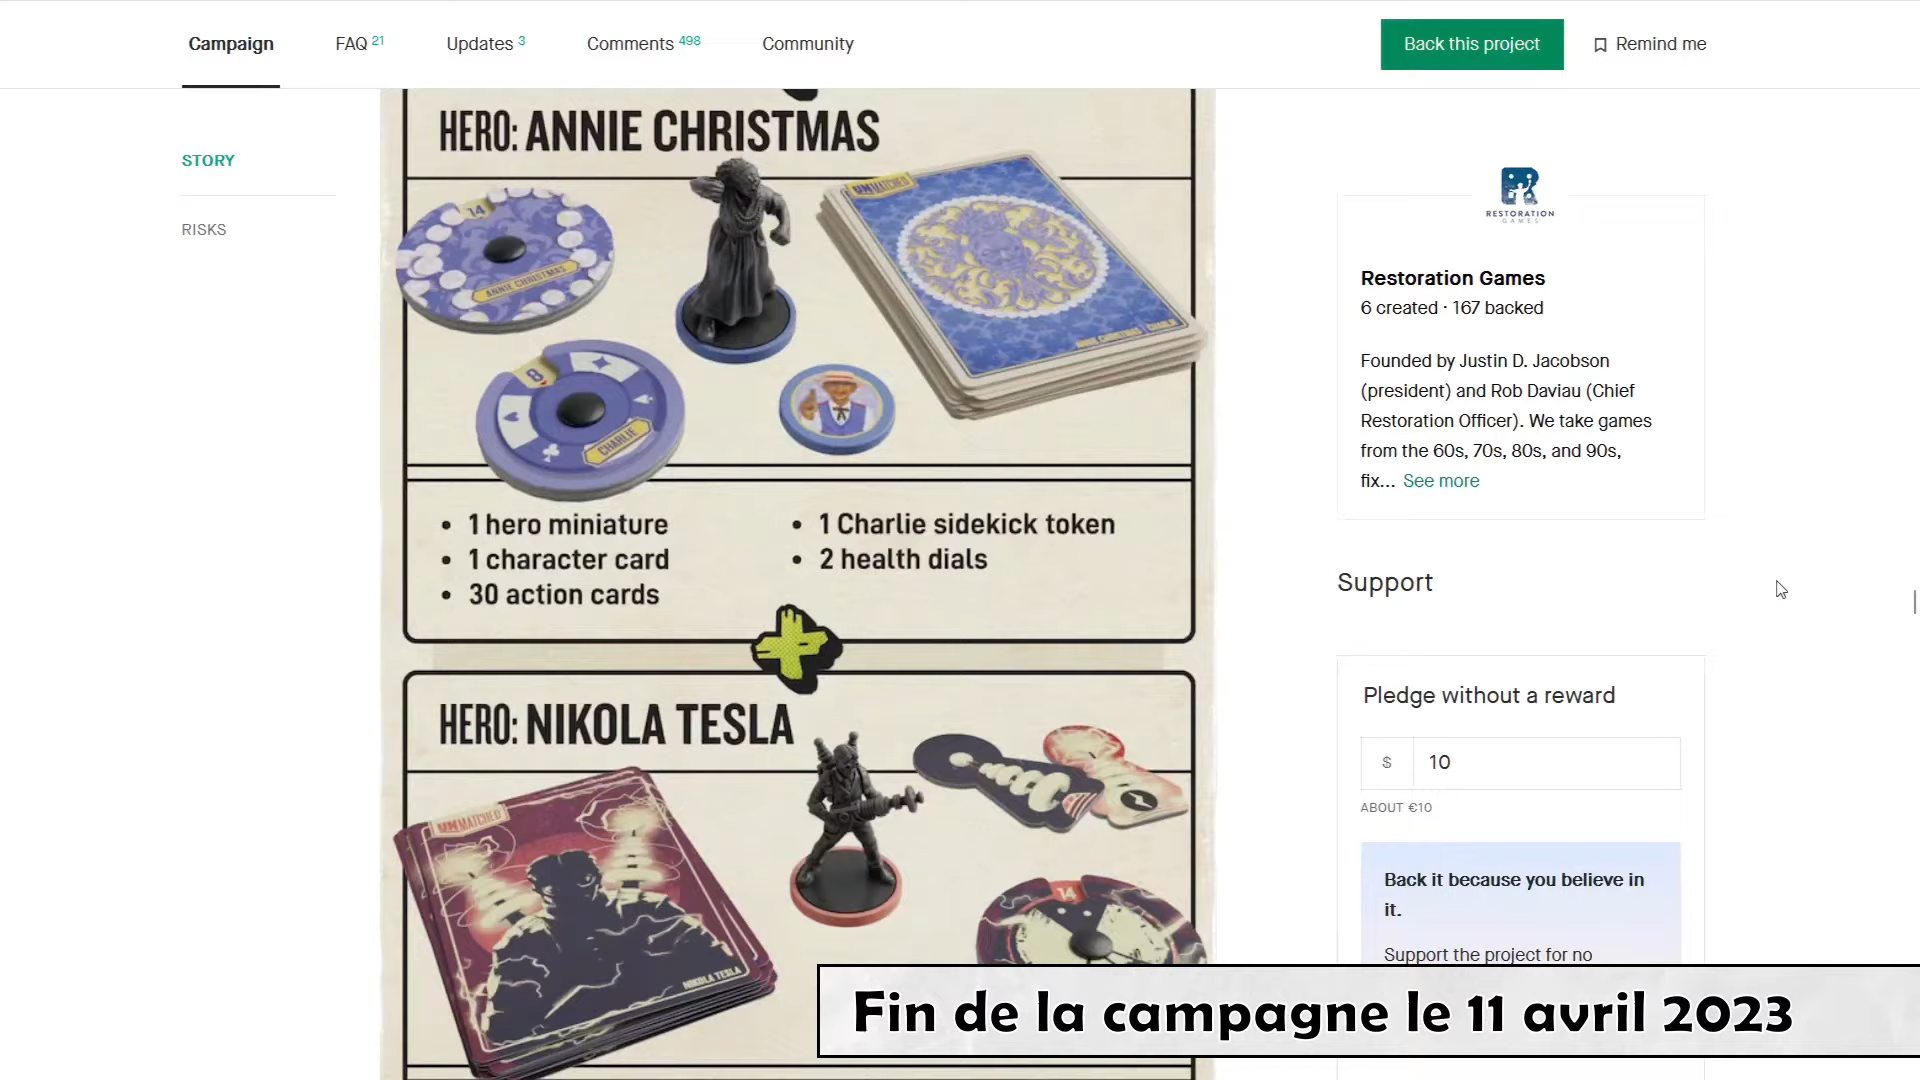 Campaign
FAQ 21
Updates 3
Comments 498
Community
Back this project
Remind me
STORY
RISKS
HERO: ANNIE CHRISTMAS
14
ANNIE CHRISTMAS
UNMATCHED
ANNIE CHRISTMAS CHARLIE
8
CHARLIE
• 1 hero miniature
• 1 character card
• 30 action cards
• 1 Charlie sidekick token
• 2 health dials
HERO: NIKOLA TESLA
UNMATCHED
NIKOLA TESLA
14
R
RESTORATION
GAMES
Restoration Games
6 created · 167 backed
Founded by Justin D. Jacobson
(president) and Rob Daviau (Chief
Restoration Officer). We take games
from the 60s, 70s, 80s, and 90s,
fix... See more
Support
Pledge without a reward
$ 10
ABOUT €10
Back it because you believe in
it.
Support the project for no
Fin de la campagne le 11 avril 2023